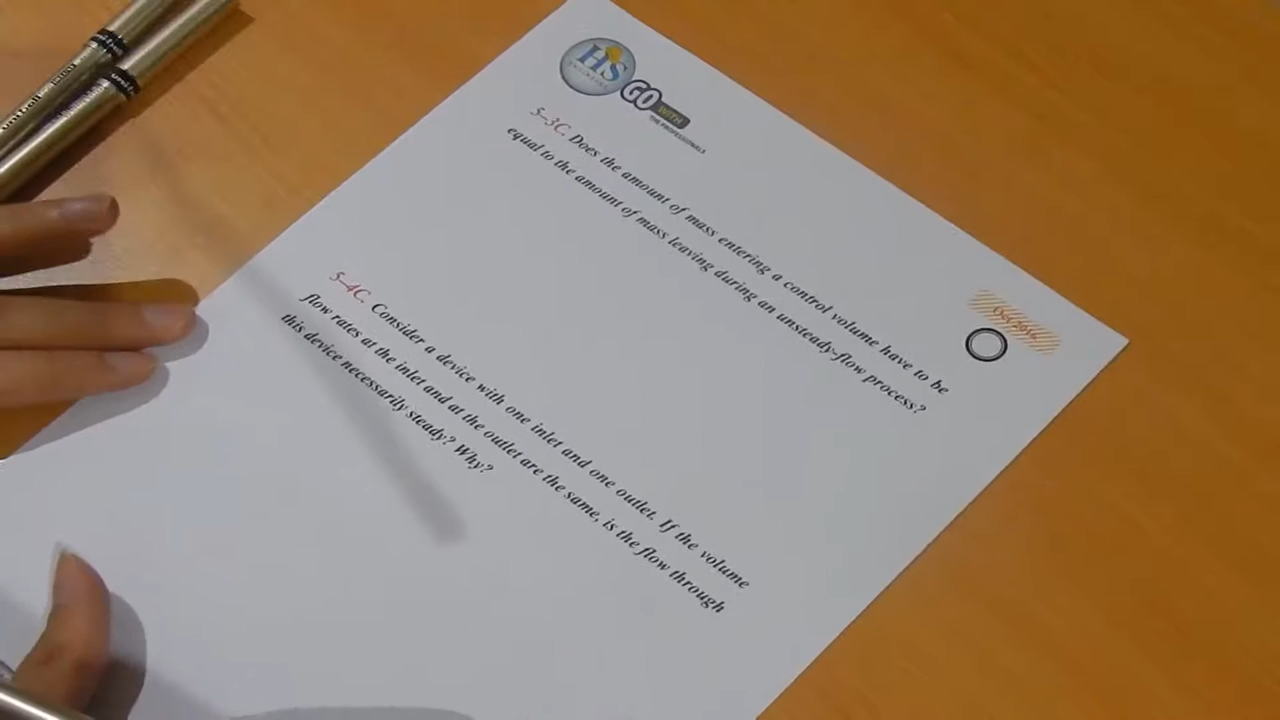 HS
GO WITH
THE PROFESSIONALS
5-3C. Does the amount of mass entering a control volume have to be
equal to the amount of mass leaving during an unsteady-flow process?
5-4C. Consider a device with one inlet and one outlet. If the volume
flow rates at the inlet and at the outlet are the same, is the flow through
this device necessarily steady? Why?
uni-ball